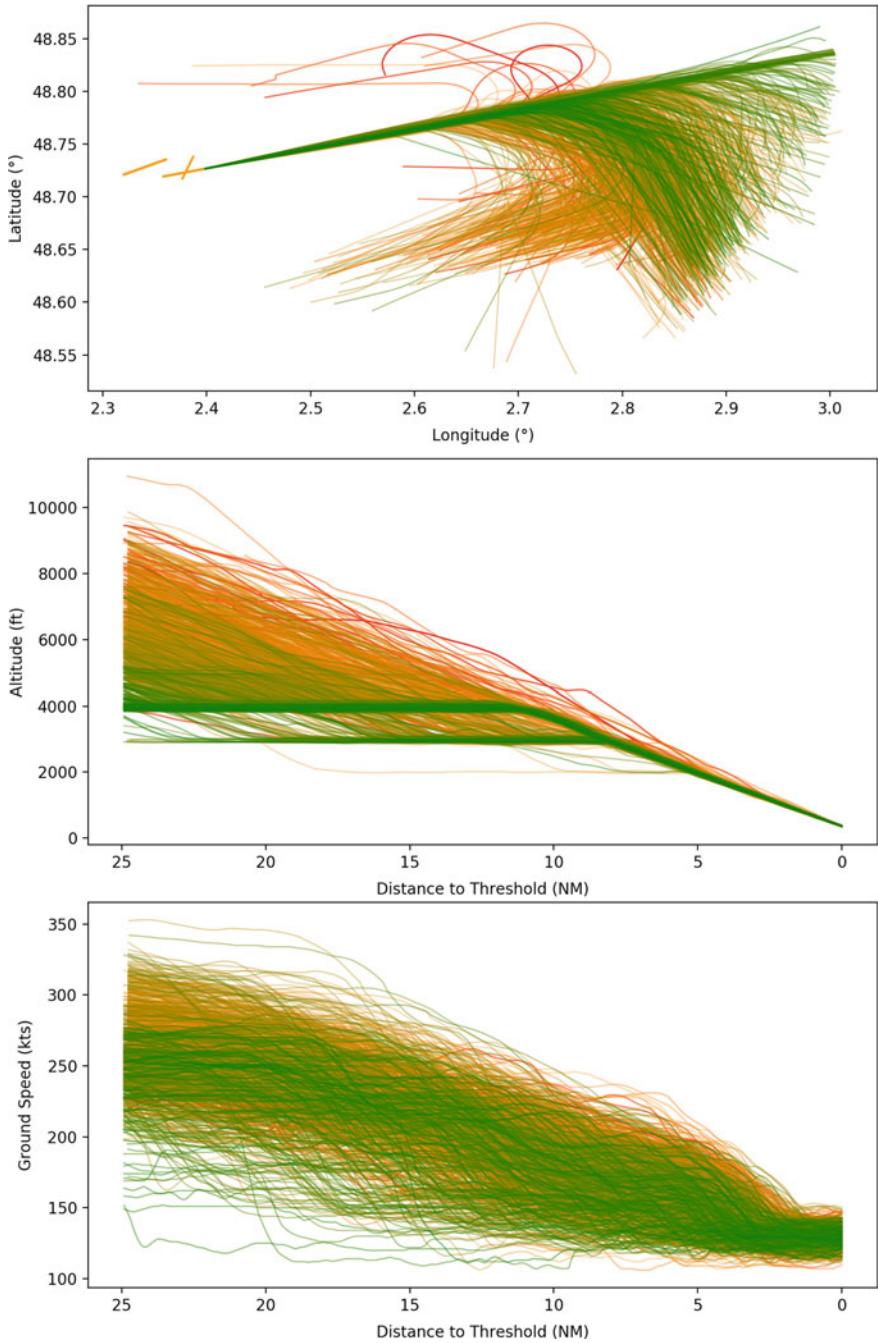 48.85
48.80
48.75
48.70
48.65
48.60
48.55
Latitude (°)
2.3 2.4 2.5 2.6 2.7 2.8 2.9 3.0
Longitude (°)
10000
8000
6000
4000
2000
0
Altitude (ft)
25 20 15 10 5 0
Distance to Threshold (NM)
350
300
250
200
150
100
Ground Speed (kts)
25 20 15 10 5 0
Distance to Threshold (NM)